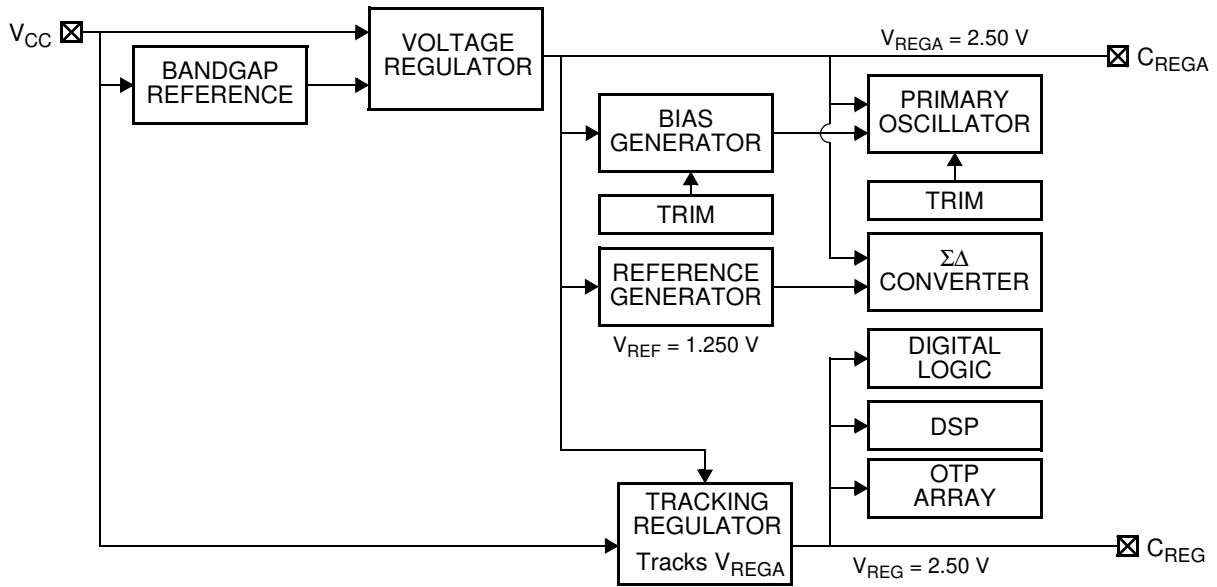 VCC
VOLTAGE
REGULATOR
BANDGAP
REFERENCE
VREGA = 2.50 V
CREGA
BIAS
GENERATOR
PRIMARY
OSCILLATOR
TRIM
TRIM
REFERENCE
GENERATOR
VREF = 1.250 V
ΣΔ
CONVERTER
DIGITAL
LOGIC
DSP
OTP
ARRAY
TRACKING
REGULATOR
Tracks VREGA
VREG = 2.50 V
CREG